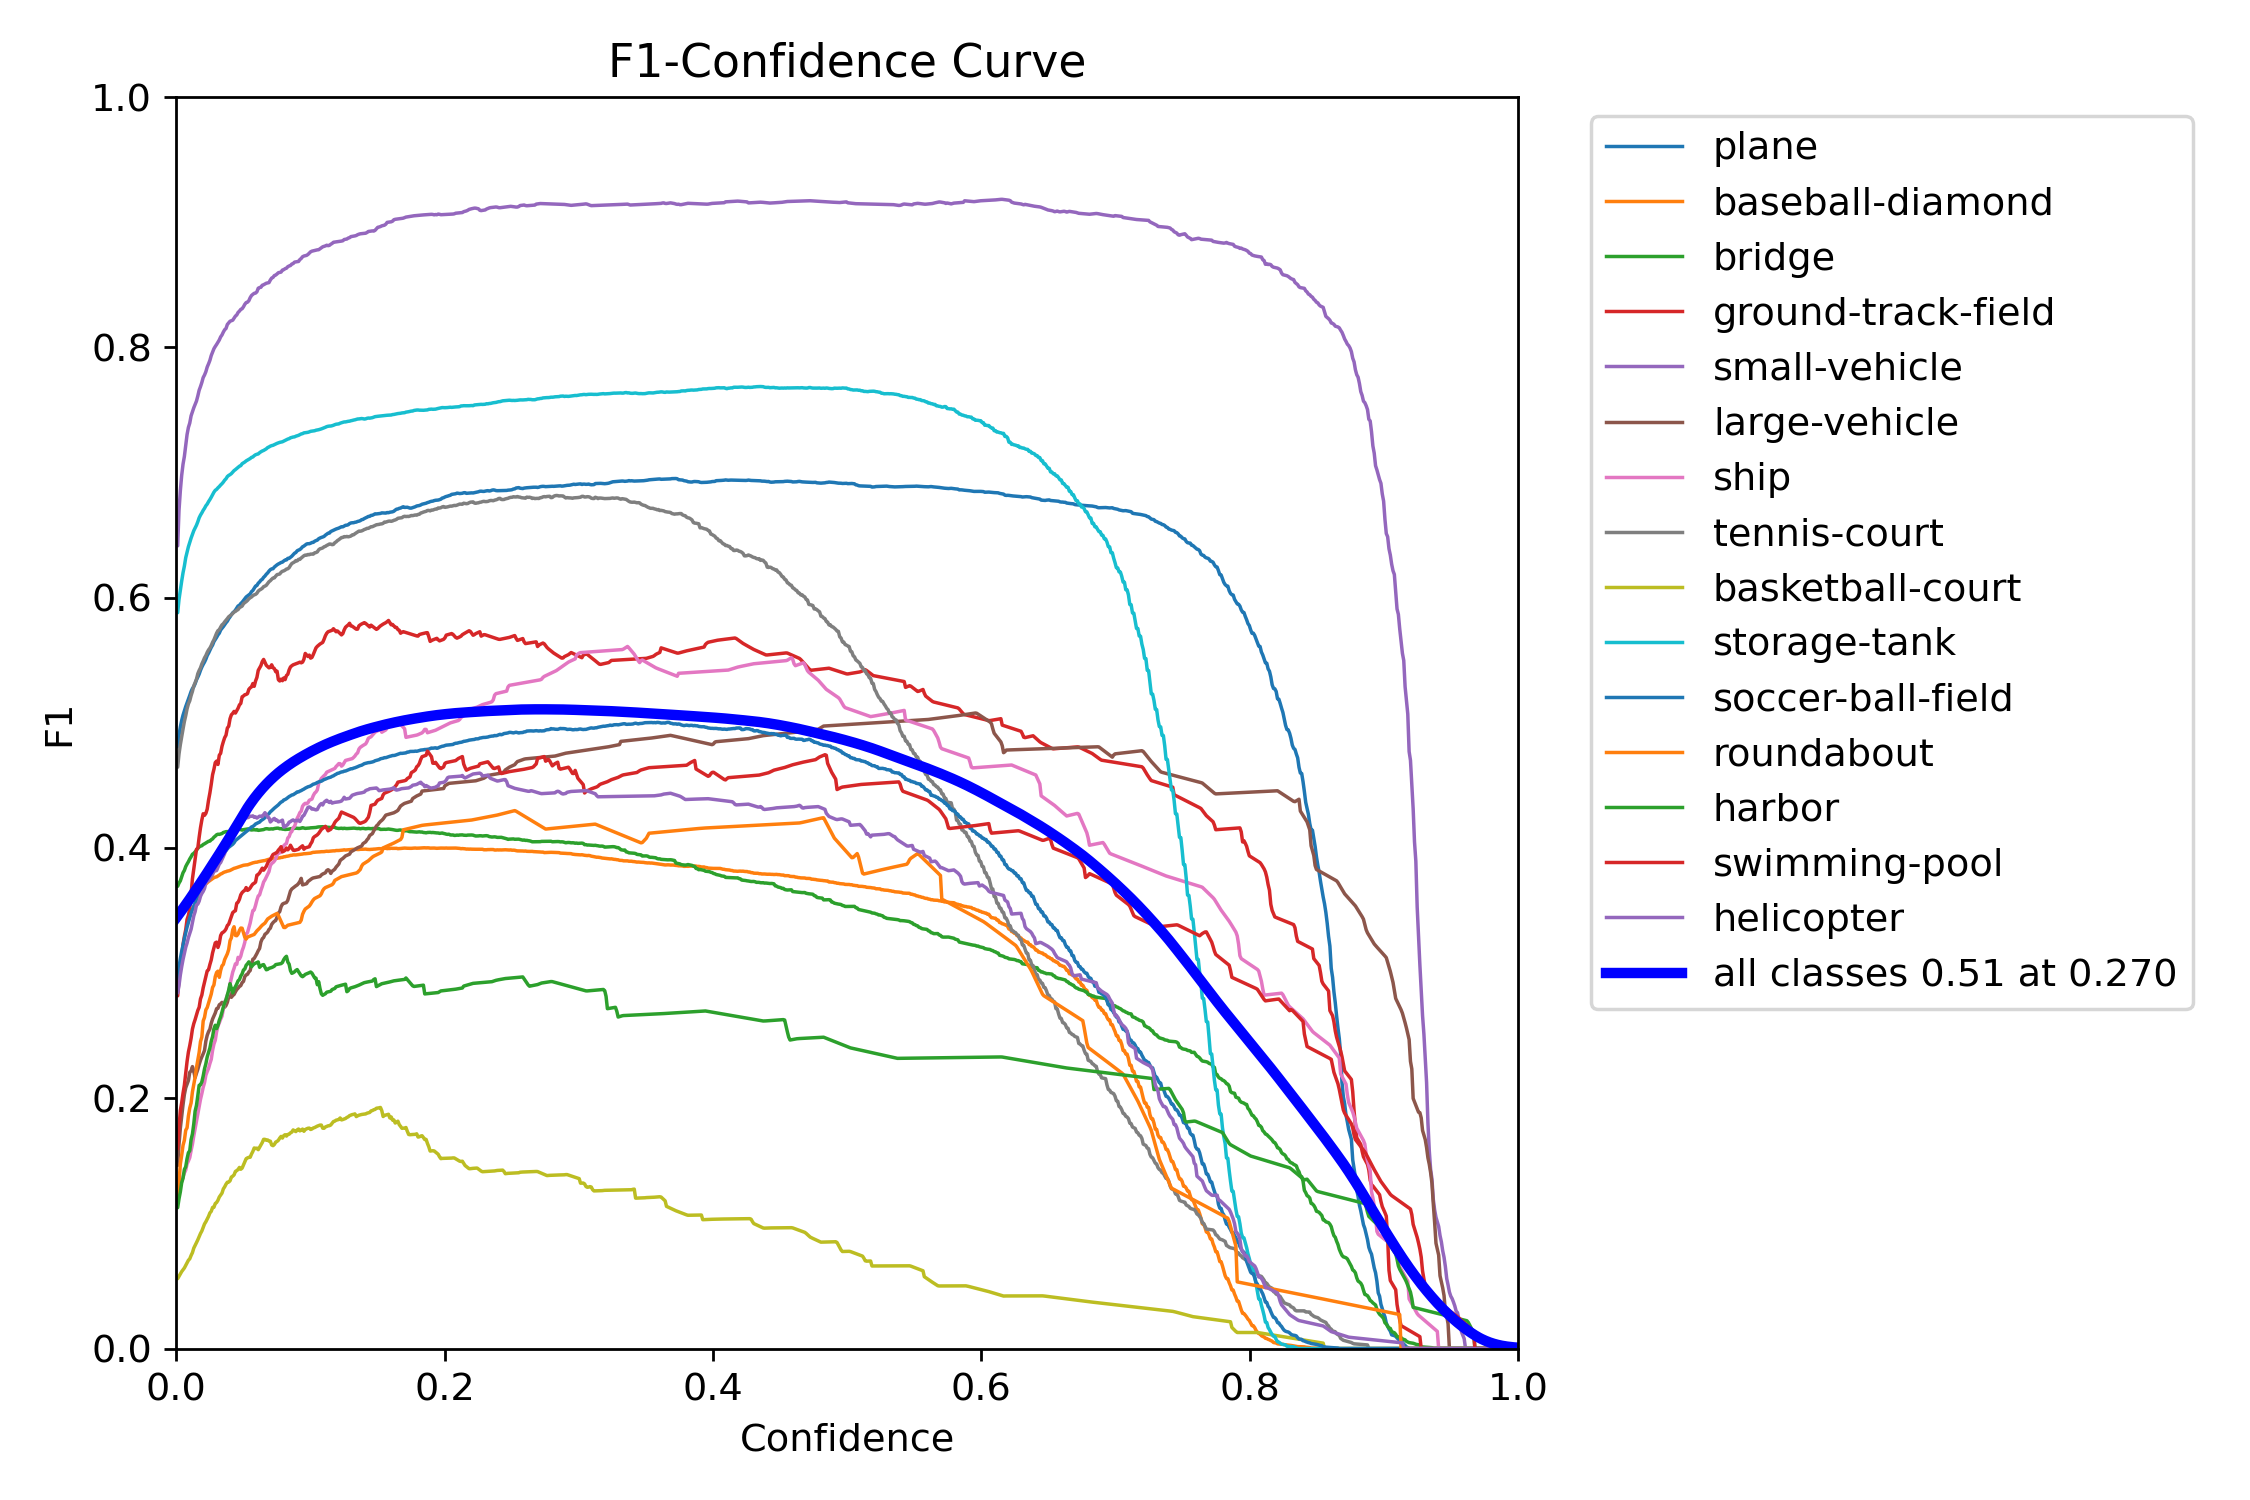 F1-Confidence Curve
1.0
0.8
0.6
0.4
0.2
0.0
F1
0.0 0.2 0.4 0.6 0.8 1.0
Confidence
plane
baseball-diamond
bridge
ground-track-field
small-vehicle
large-vehicle
ship
tennis-court
basketball-court
storage-tank
soccer-ball-field
roundabout
harbor
swimming-pool
helicopter
all classes 0.51 at 0.270